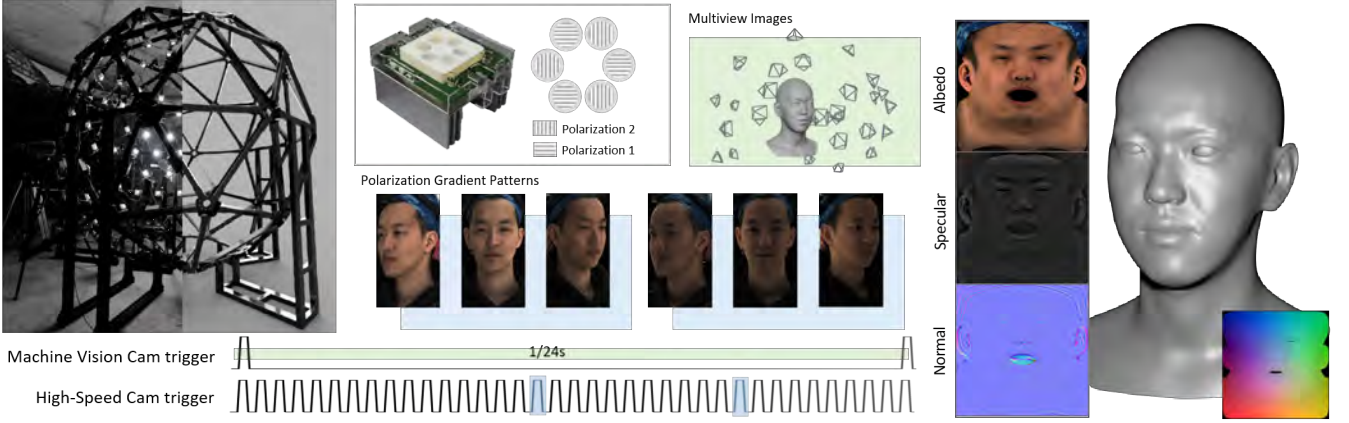 Multiview Images
Polarization 2
Polarization 1
Polarization Gradient Patterns
Machine Vision Cam trigger
1/24s
High-Speed Cam trigger
Albedo
Specular
Normal